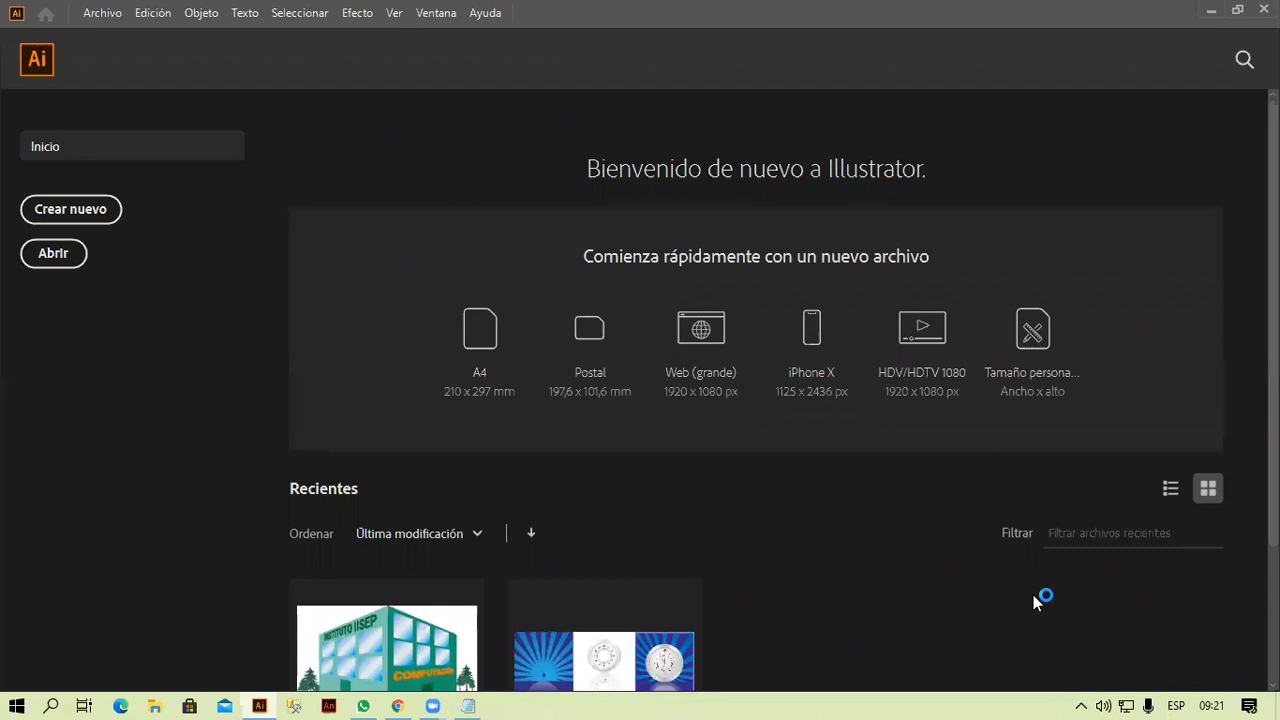 Ai Archivo Edición Objeto Texto Seleccionar Efecto Ver Ventana Ayuda
Ai
Inicio
Crear nuevo
Abrir
Bienvenido de nuevo a Illustrator.
Comienza rápidamente con un nuevo archivo
A4 Postal Web (grande) iPhone X HDV/HDTV 1080 Tamaño persona...
210 x 297 mm 197,6 x 101,6 mm 1920 x 1080 px 1125 x 2436 px 1920 x 1080 px Ancho x alto
Recientes
Ordenar Última modificación Filtrar Filtrar archivos recientes
INSTITUTO IISEP
Ai An ESP 09:21